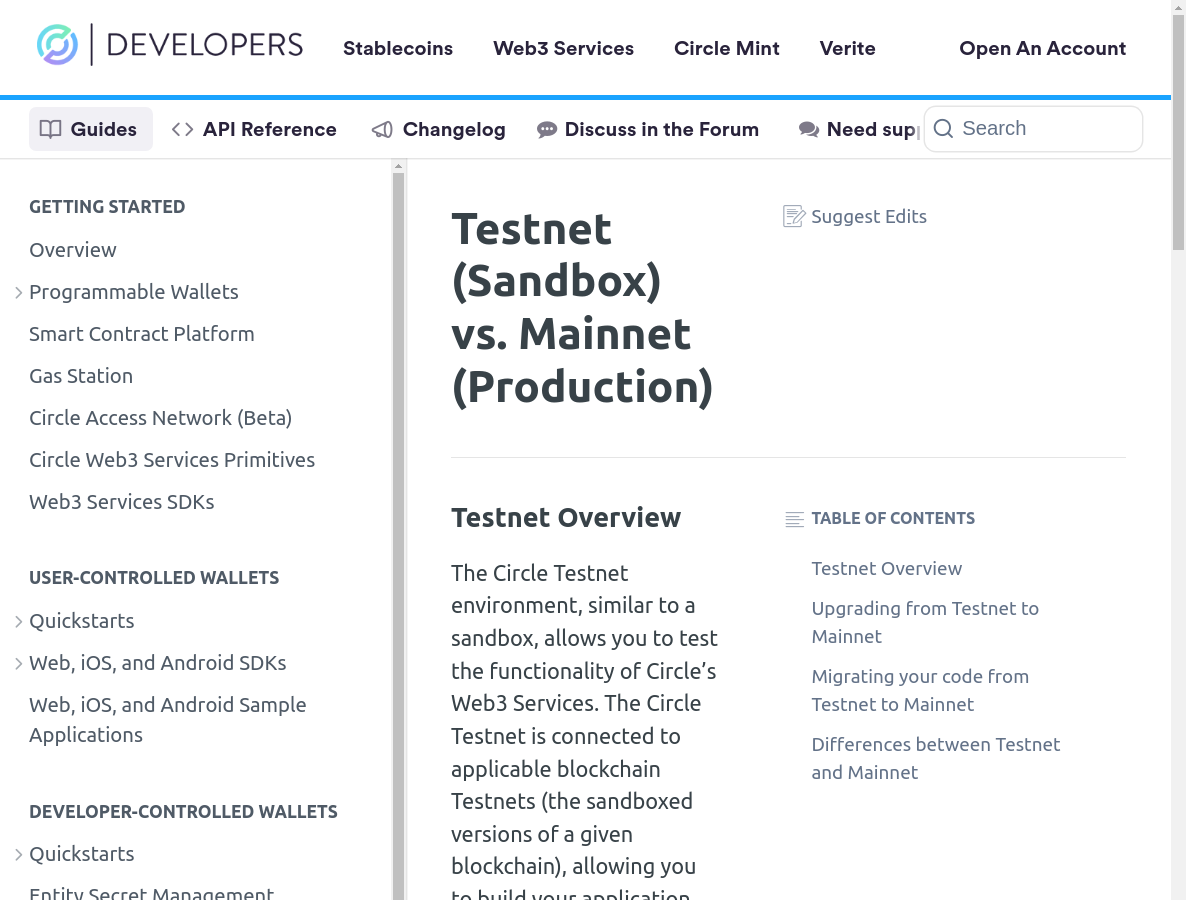 DEVELOPERS
Stablecoins
Web3 Services
Circle Mint
Verite
Open An Account
Guides
API Reference
Changelog
Discuss in the Forum
Need sup
Search
GETTING STARTED
Overview
Programmable Wallets
Smart Contract Platform
Gas Station
Circle Access Network (Beta)
Circle Web3 Services Primitives
Web3 Services SDKs
USER-CONTROLLED WALLETS
Quickstarts
Web, iOS, and Android SDKs
Web, iOS, and Android Sample
Applications
DEVELOPER-CONTROLLED WALLETS
Quickstarts
Entity Secret Management
Testnet
(Sandbox)
vs. Mainnet
(Production)
Suggest Edits
Testnet Overview
The Circle Testnet
environment, similar to a
sandbox, allows you to test
the functionality of Circle’s
Web3 Services. The Circle
Testnet is connected to
applicable blockchain
Testnets (the sandboxed
versions of a given
blockchain), allowing you
to build your application
TABLE OF CONTENTS
Testnet Overview
Upgrading from Testnet to
Mainnet
Migrating your code from
Testnet to Mainnet
Differences between Testnet
and Mainnet